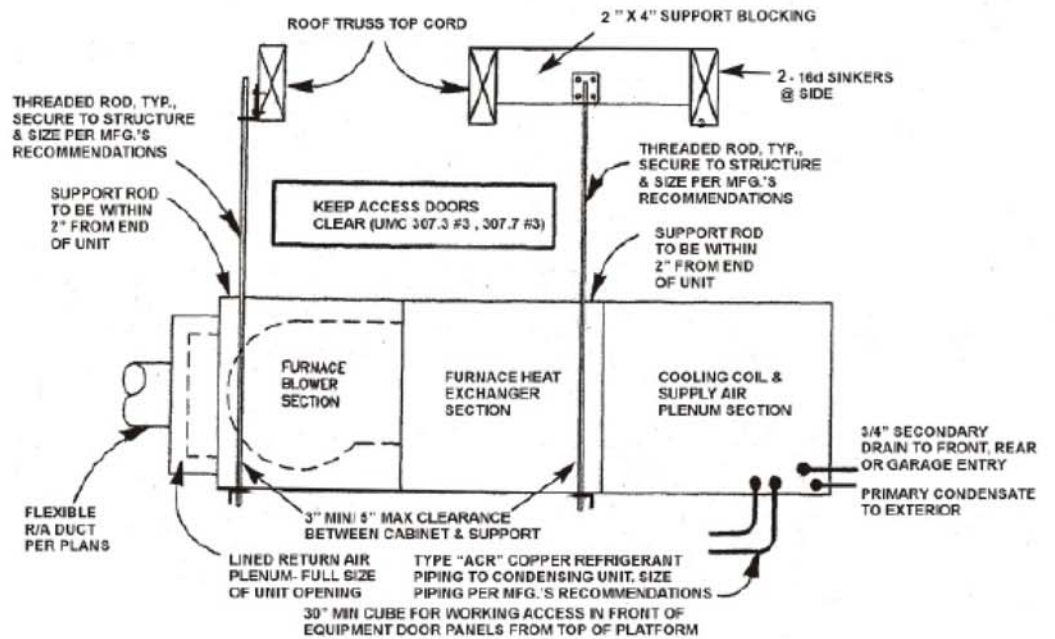 ROOF TRUSS TOP CORD
2 " X 4" SUPPORT BLOCKING
2 - 16d SINKERS
@ SIDE
THREADED ROD, TYP.,
SECURE TO STRUCTURE
& SIZE PER MFG.'S
RECOMMENDATIONS
THREADED ROD, TYP.,
SECURE TO STRUCTURE
& SIZE PER MFG.'S
RECOMMENDATIONS
SUPPORT ROD
TO BE WITHIN
2" FROM END
OF UNIT
KEEP ACCESS DOORS
CLEAR (UMC 307.3 #3 , 307.7 #3)
SUPPORT ROD
TO BE WITHIN
2" FROM END
OF UNIT
FURNACE
BLOWER
SECTION
FURNACE HEAT
EXCHANGER
SECTION
COOLING COIL &
SUPPLY AIR
PLENUM SECTION
3/4" SECONDARY
DRAIN TO FRONT, REAR
OR GARAGE ENTRY
PRIMARY CONDENSATE
TO EXTERIOR
FLEXIBLE
R/A DUCT
PER PLANS
3" MIN/ 5" MAX CLEARANCE
BETWEEN CABINET & SUPPORT
LINED RETURN AIR
PLENUM- FULL SIZE
OF UNIT OPENING
TYPE "ACR" COPPER REFRIGERANT
PIPING TO CONDENSING UNIT, SIZE
PIPING PER MFG.'S RECOMMENDATIONS
30" MIN CUBE FOR WORKING ACCESS IN FRONT OF
EQUIPMENT DOOR PANELS FROM TOP OF PLATFORM